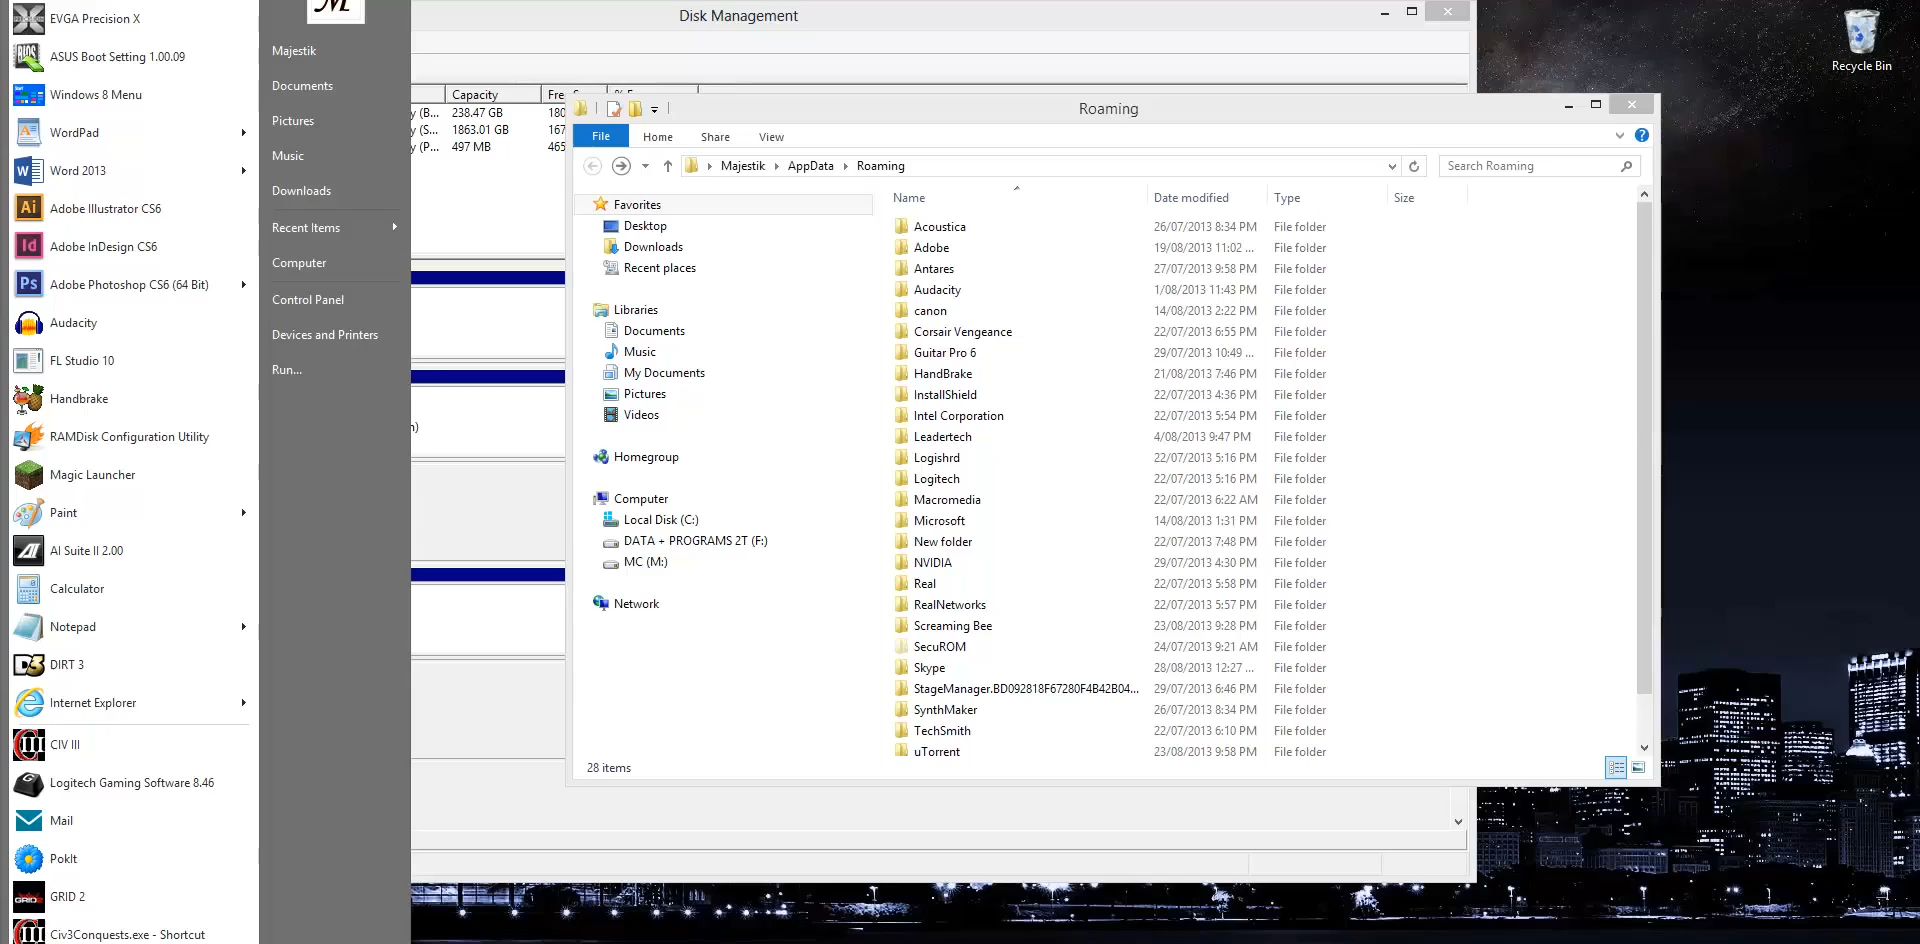 EVGA Precision X
ASUS Boot Setting 1.00.09
Windows 8 Menu
WordPad
Word 2013
Adobe Illustrator CS6
Adobe InDesign CS6
Adobe Photoshop CS6 (64 Bit)
Audacity
FL Studio 10
Handbrake
RAMDisk Configuration Utility
Magic Launcher
Paint
AI Suite II 2.00
Calculator
Notepad
DIRT 3
Internet Explorer
CIV III
Logitech Gaming Software 8.46
Mail
PokIt
GRID 2
Civ3Conquests.exe - Shortcut
Majestik
Documents
Pictures
Music
Downloads
Recent Items
Computer
Control Panel
Devices and Printers
Run...
Disk Management
Capacity
y (B... 238.47 GB 180
y (S... 1863.01 GB 167
y (P... 497 MB 465
Roaming
File Home Share View
Majestik AppData Roaming
Search Roaming
Favorites
Desktop
Downloads
Recent places
Libraries
Documents
Music
My Documents
Pictures
Videos
Homegroup
Computer
Local Disk (C:)
DATA + PROGRAMS 2T (F:)
MC (M:)
Network
Name Date modified Type Size
Acoustica 26/07/2013 8:34 PM File folder
Adobe 19/08/2013 11:02 ... File folder
Antares 27/07/2013 9:58 PM File folder
Audacity 1/08/2013 11:43 PM File folder
canon 14/08/2013 2:22 PM File folder
Corsair Vengeance 22/07/2013 6:55 PM File folder
Guitar Pro 6 29/07/2013 10:49 ... File folder
HandBrake 21/08/2013 7:46 PM File folder
InstallShield 22/07/2013 4:36 PM File folder
Intel Corporation 22/07/2013 5:54 PM File folder
Leadertech 4/08/2013 9:47 PM File folder
Logishrd 22/07/2013 5:16 PM File folder
Logitech 22/07/2013 5:16 PM File folder
Macromedia 22/07/2013 6:22 AM File folder
Microsoft 14/08/2013 1:31 PM File folder
New folder 22/07/2013 7:48 PM File folder
NVIDIA 29/07/2013 4:30 PM File folder
Real 22/07/2013 5:58 PM File folder
RealNetworks 22/07/2013 5:57 PM File folder
Screaming Bee 23/08/2013 9:28 PM File folder
SecuROM 24/07/2013 9:21 AM File folder
Skype 28/08/2013 12:27 ... File folder
StageManager.BD092818F67280F4B42B04... 29/07/2013 6:46 PM File folder
SynthMaker 26/07/2013 8:34 PM File folder
TechSmith 22/07/2013 6:10 PM File folder
uTorrent 23/08/2013 9:58 PM File folder
28 items
Recycle Bin